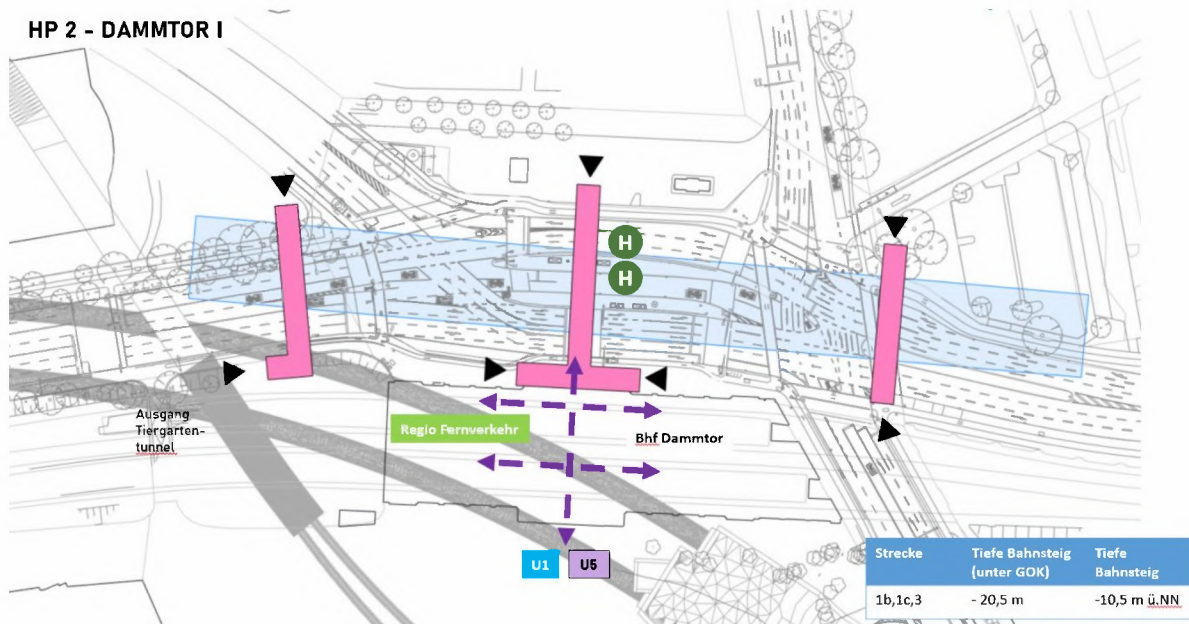 HP 2 - DAMMTOR I
H
H
Ausgang
Tiergarten-
tunnel
Regio Fernverkehr
Bhf Dammtor
U1
U5
Strecke Tiefe Bahnsteig (unter GOK) Tiefe Bahnsteig
1b,1c,3 - 20,5 m -10,5 m ü.NN